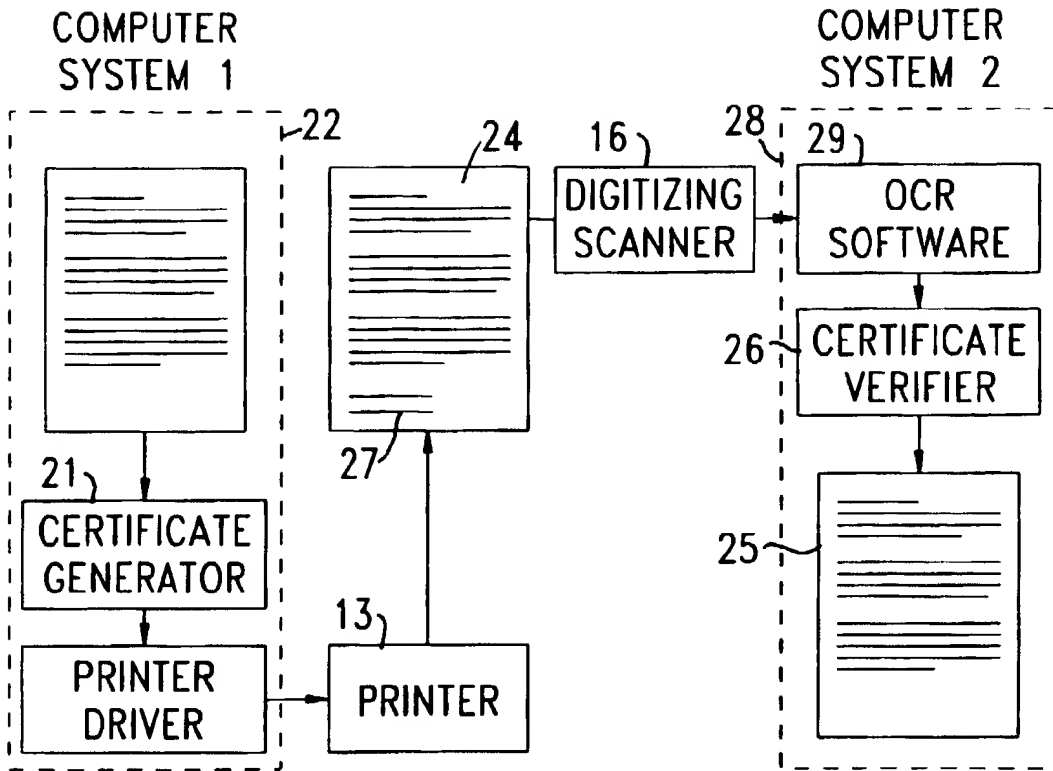 COMPUTER
SYSTEM 1
22
21
CERTIFICATE
GENERATOR
PRINTER
DRIVER
24
27
13
PRINTER
16
DIGITIZING
SCANNER
COMPUTER
SYSTEM 2
28
29
OCR
SOFTWARE
26
CERTIFICATE
VERIFIER
25